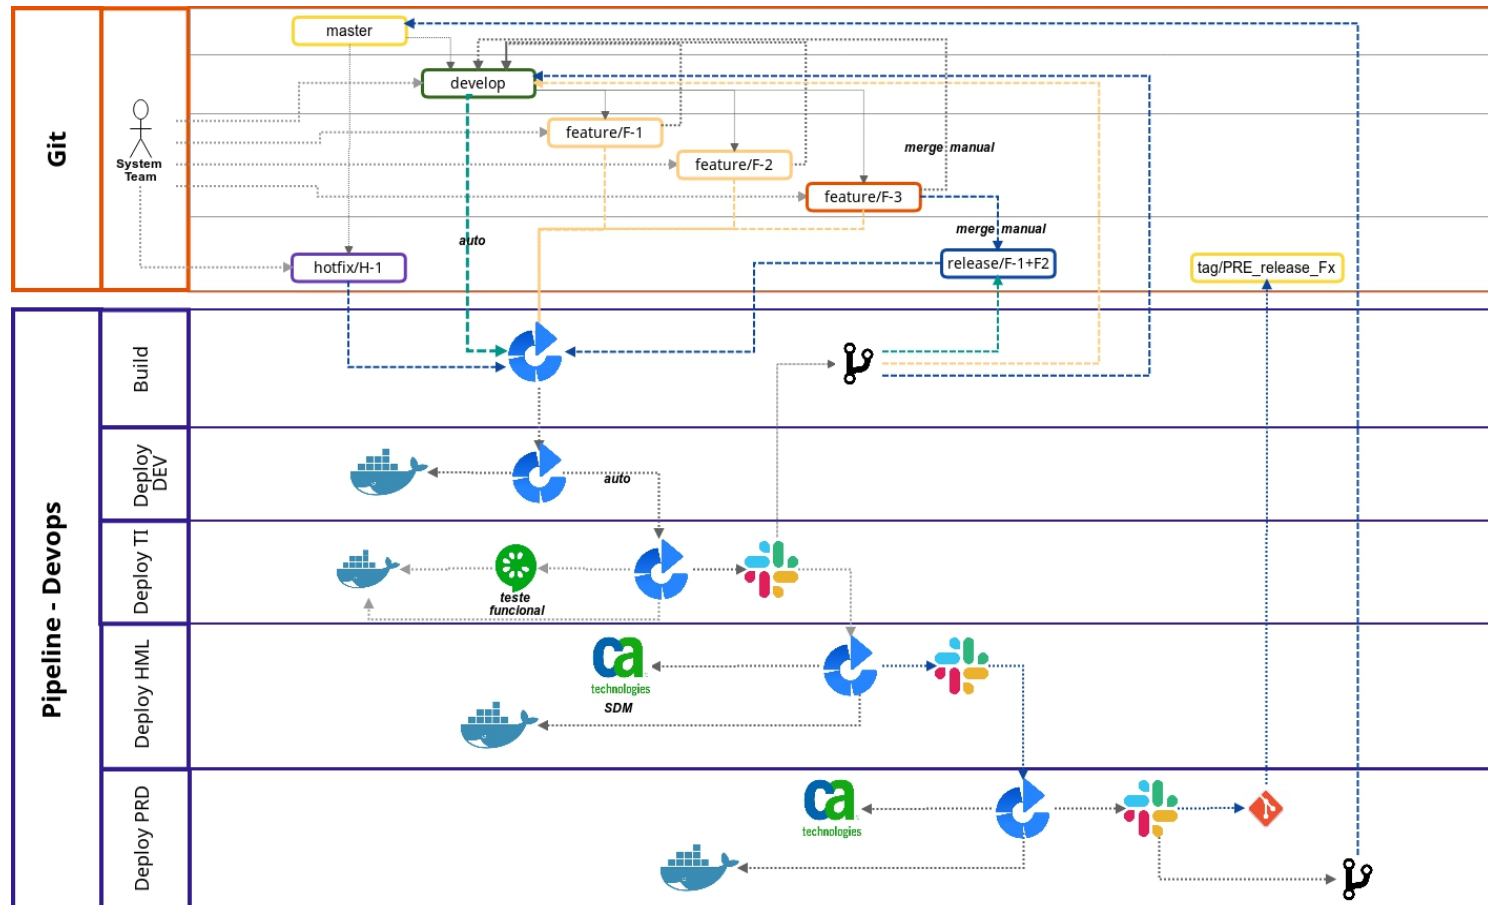 Git
System
Team
master
develop
feature/F-1
feature/F-2
merge manual
feature/F-3
merge manual
auto
hotfix/H-1
release/F-1+F2
tag/PRE_release_Fx
Pipeline - Devops
Build
Deploy
DEV
auto
Deploy TI
teste
funcional
Deploy HML
ca
technologies
SDM
Deploy PRD
ca
technologies